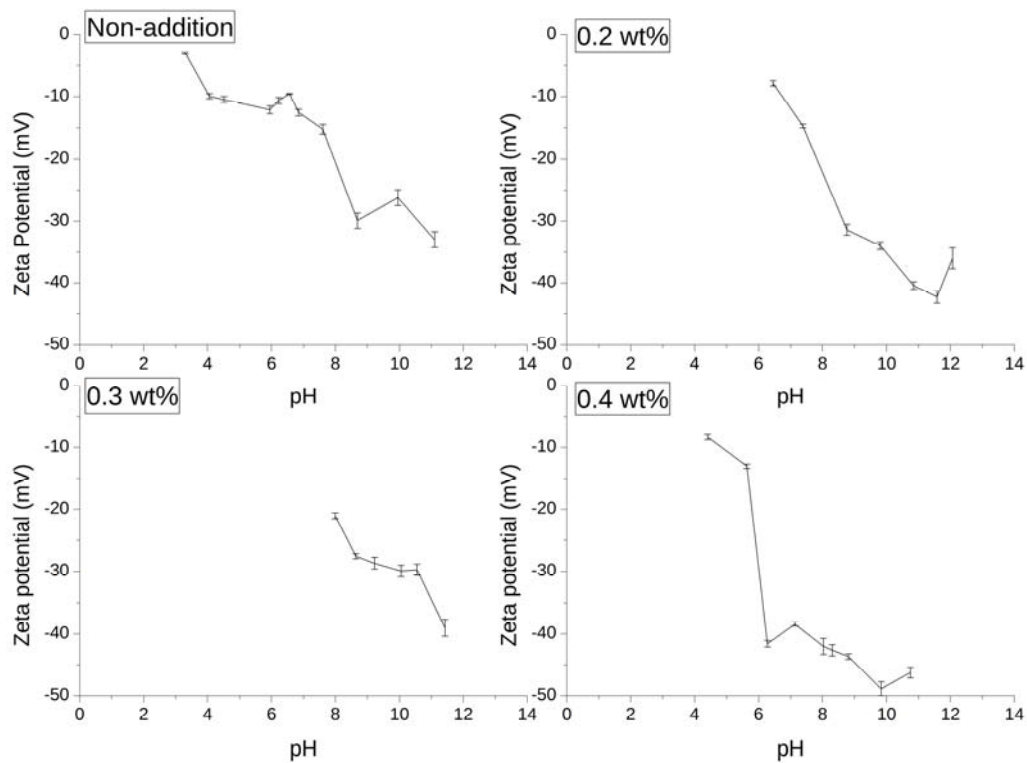 Non-addition
Zeta Potential (mV)
0
-10
-20
-30
-40
-50
0 2 4 6 8 10 12 14
pH
0.2 wt%
Zeta potential (mV)
0
-10
-20
-30
-40
-50
0 2 4 6 8 10 12 14
pH
0.3 wt%
Zeta potential (mV)
0
-10
-20
-30
-40
-50
0 2 4 6 8 10 12 14
pH
0.4 wt%
Zeta potential (mV)
0
-10
-20
-30
-40
-50
0 2 4 6 8 10 12 14
pH